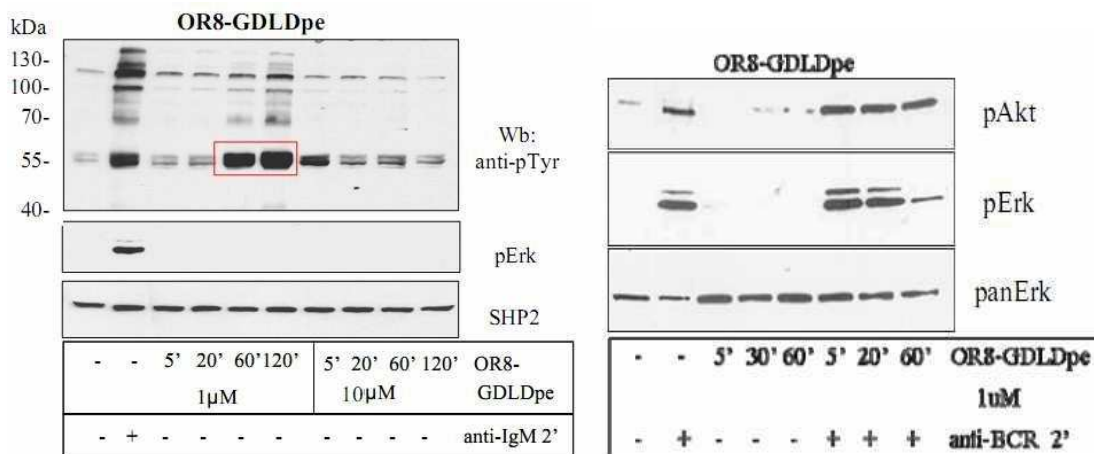 OR8-GDLDpe
kDa
130-
100-
70-
55-
40-
Wb:
anti-pTyr
pErk
SHP2
- - 5’ 20’ 60’ 120’ 5’ 20’ 60’ 120’ OR8-
GDLDpe
1µM 10µM
- + - - - - - - - - anti-IgM 2’
OR8-GDLDpe
pAkt
pErk
panErk
- - 5’ 30’ 60’ 5’ 20’ 60’ OR8-GDLDpe
1uM
- + - - - + + + anti-BCR 2’